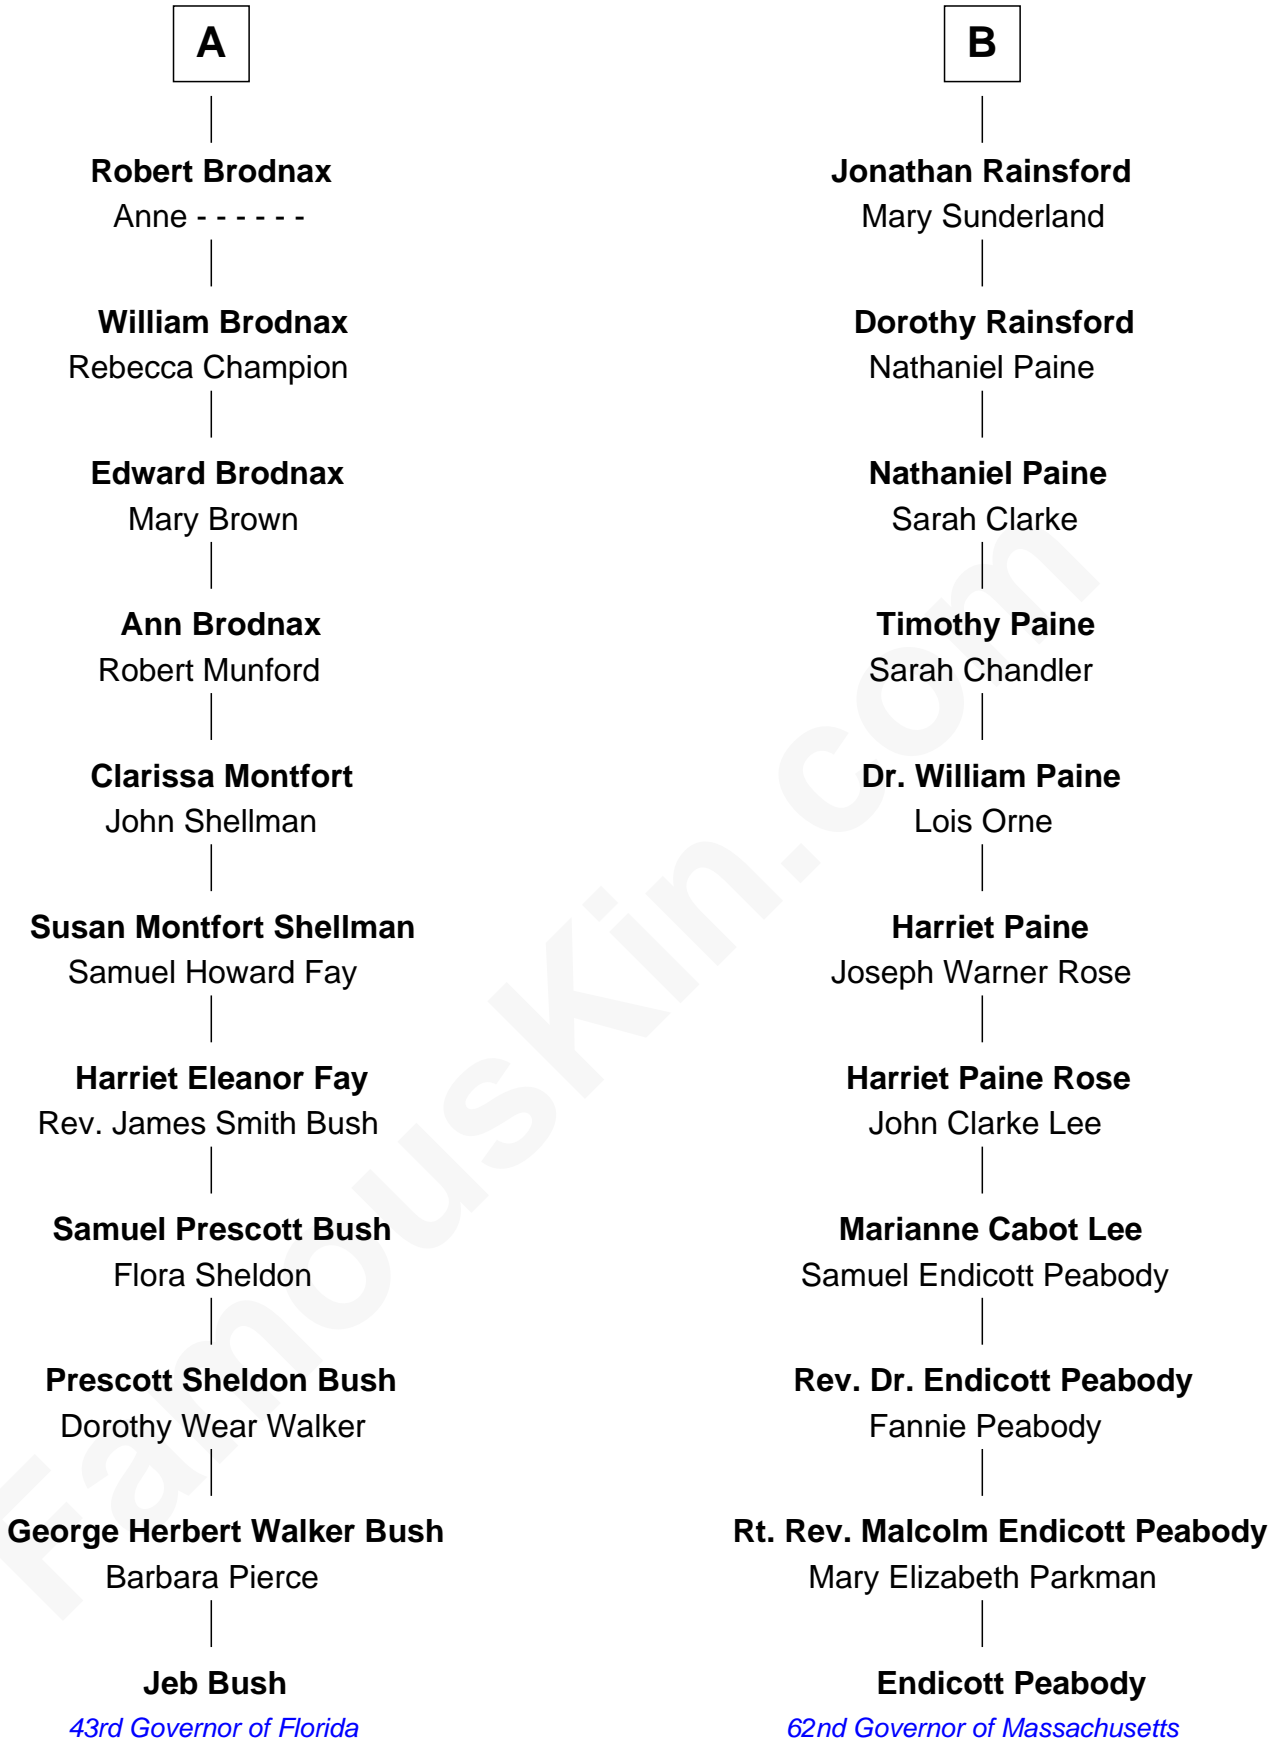 A
B
Robert Brodnax
Anne - - - - - -
Jonathan Rainsford
Mary Sunderland
William Brodnax
Rebecca Champion
Dorothy Rainsford
Nathaniel Paine
Edward Brodnax
Mary Brown
Nathaniel Paine
Sarah Clarke
Ann Brodnax
Robert Munford
Timothy Paine
Sarah Chandler
Clarissa Montfort
John Shellman
Dr. William Paine
Lois Orne
Susan Montfort Shellman
Samuel Howard Fay
Harriet Paine
Joseph Warner Rose
Harriet Eleanor Fay
Rev. James Smith Bush
Harriet Paine Rose
John Clarke Lee
Samuel Prescott Bush
Flora Sheldon
Marianne Cabot Lee
Samuel Endicott Peabody
Prescott Sheldon Bush
Dorothy Wear Walker
Rev. Dr. Endicott Peabody
Fannie Peabody
George Herbert Walker Bush
Barbara Pierce
Rt. Rev. Malcolm Endicott Peabody
Mary Elizabeth Parkman
Jeb Bush
43rd Governor of Florida
Endicott Peabody
62nd Governor of Massachusetts
FamousKin.com